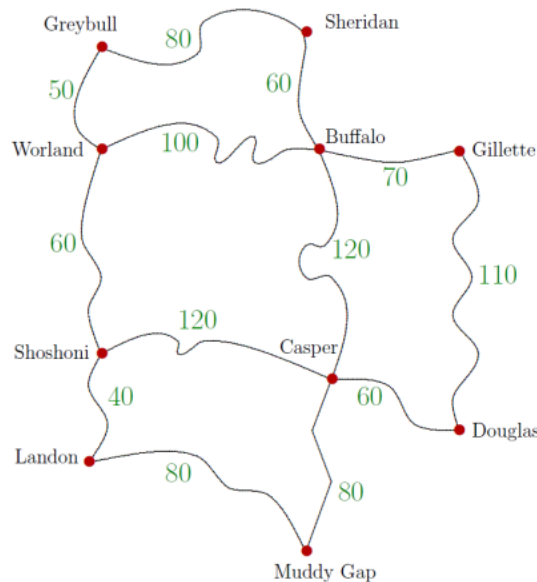 Greybull
80
Sheridan
50
60
Worland
100
Buffalo
Gillette
70
60
120
110
120
Shoshoni
Casper
40
60
Landon
80
Douglas
80
Muddy Gap